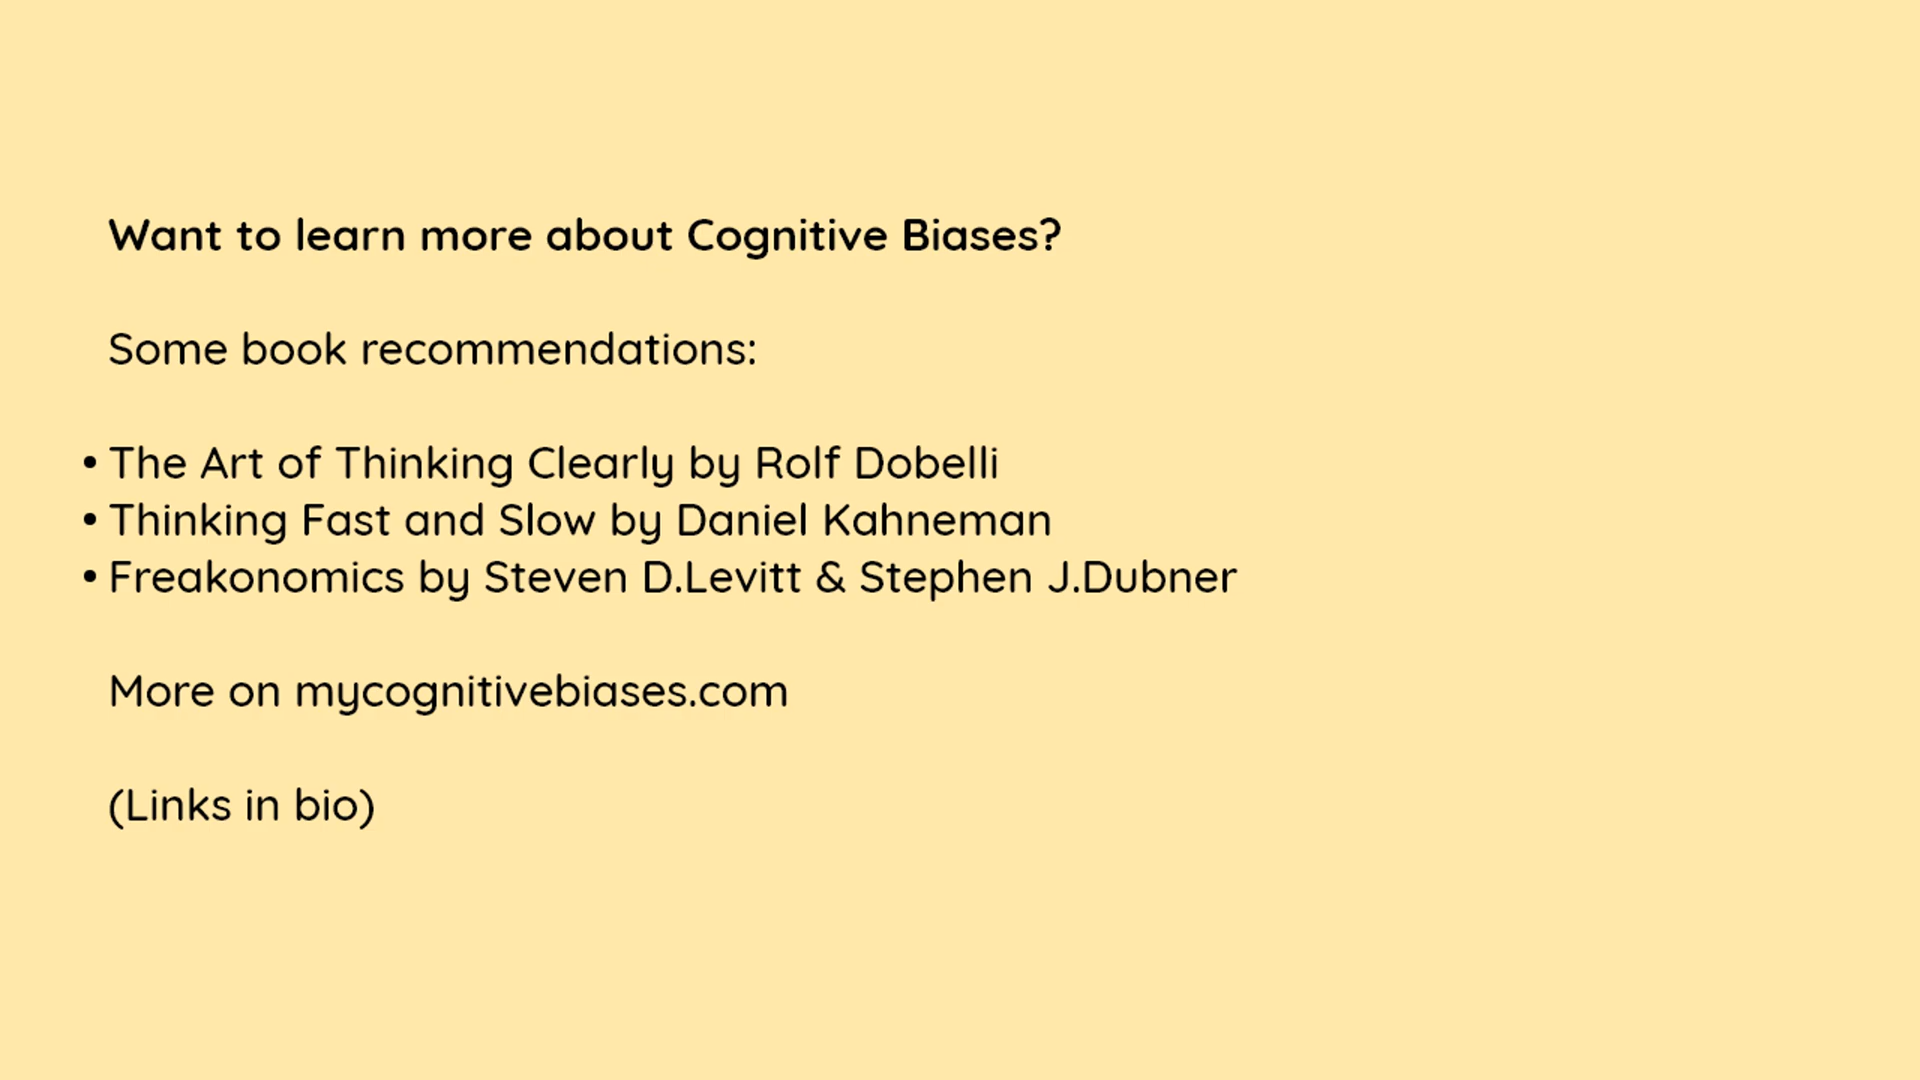 Want to learn more about Cognitive Biases?
Some book recommendations:
• The Art of Thinking Clearly by Rolf Dobelli
• Thinking Fast and Slow by Daniel Kahneman
• Freakonomics by Steven D.Levitt & Stephen J.Dubner
More on mycognitivebiases.com
(Links in bio)